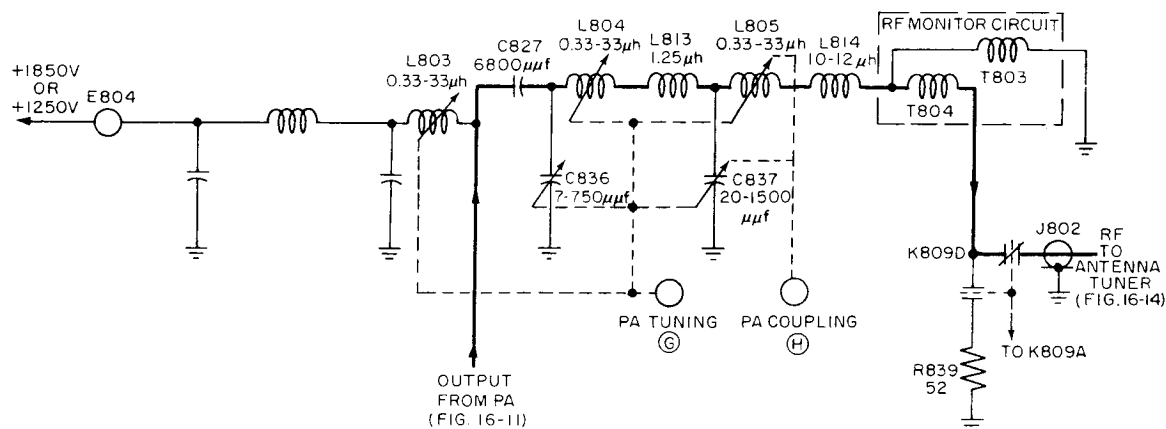 +1850V
OR
+1250V
E804
L803
0.33-33μh
C827
6800μμf
L804
0.33-33μh
L813
1.25μh
L805
0.33-33μh
L814
10-12μh
RF MONITOR CIRCUIT
T803
T804
C836
7-750μμf
C837
20-1500
μμf
PA TUNING
G
PA COUPLING
H
OUTPUT
FROM PA
(FIG. 16-11)
K809D
J802
RF
TO
ANTENNA
TUNER
(FIG.16-14)
TO K809A
R839
52